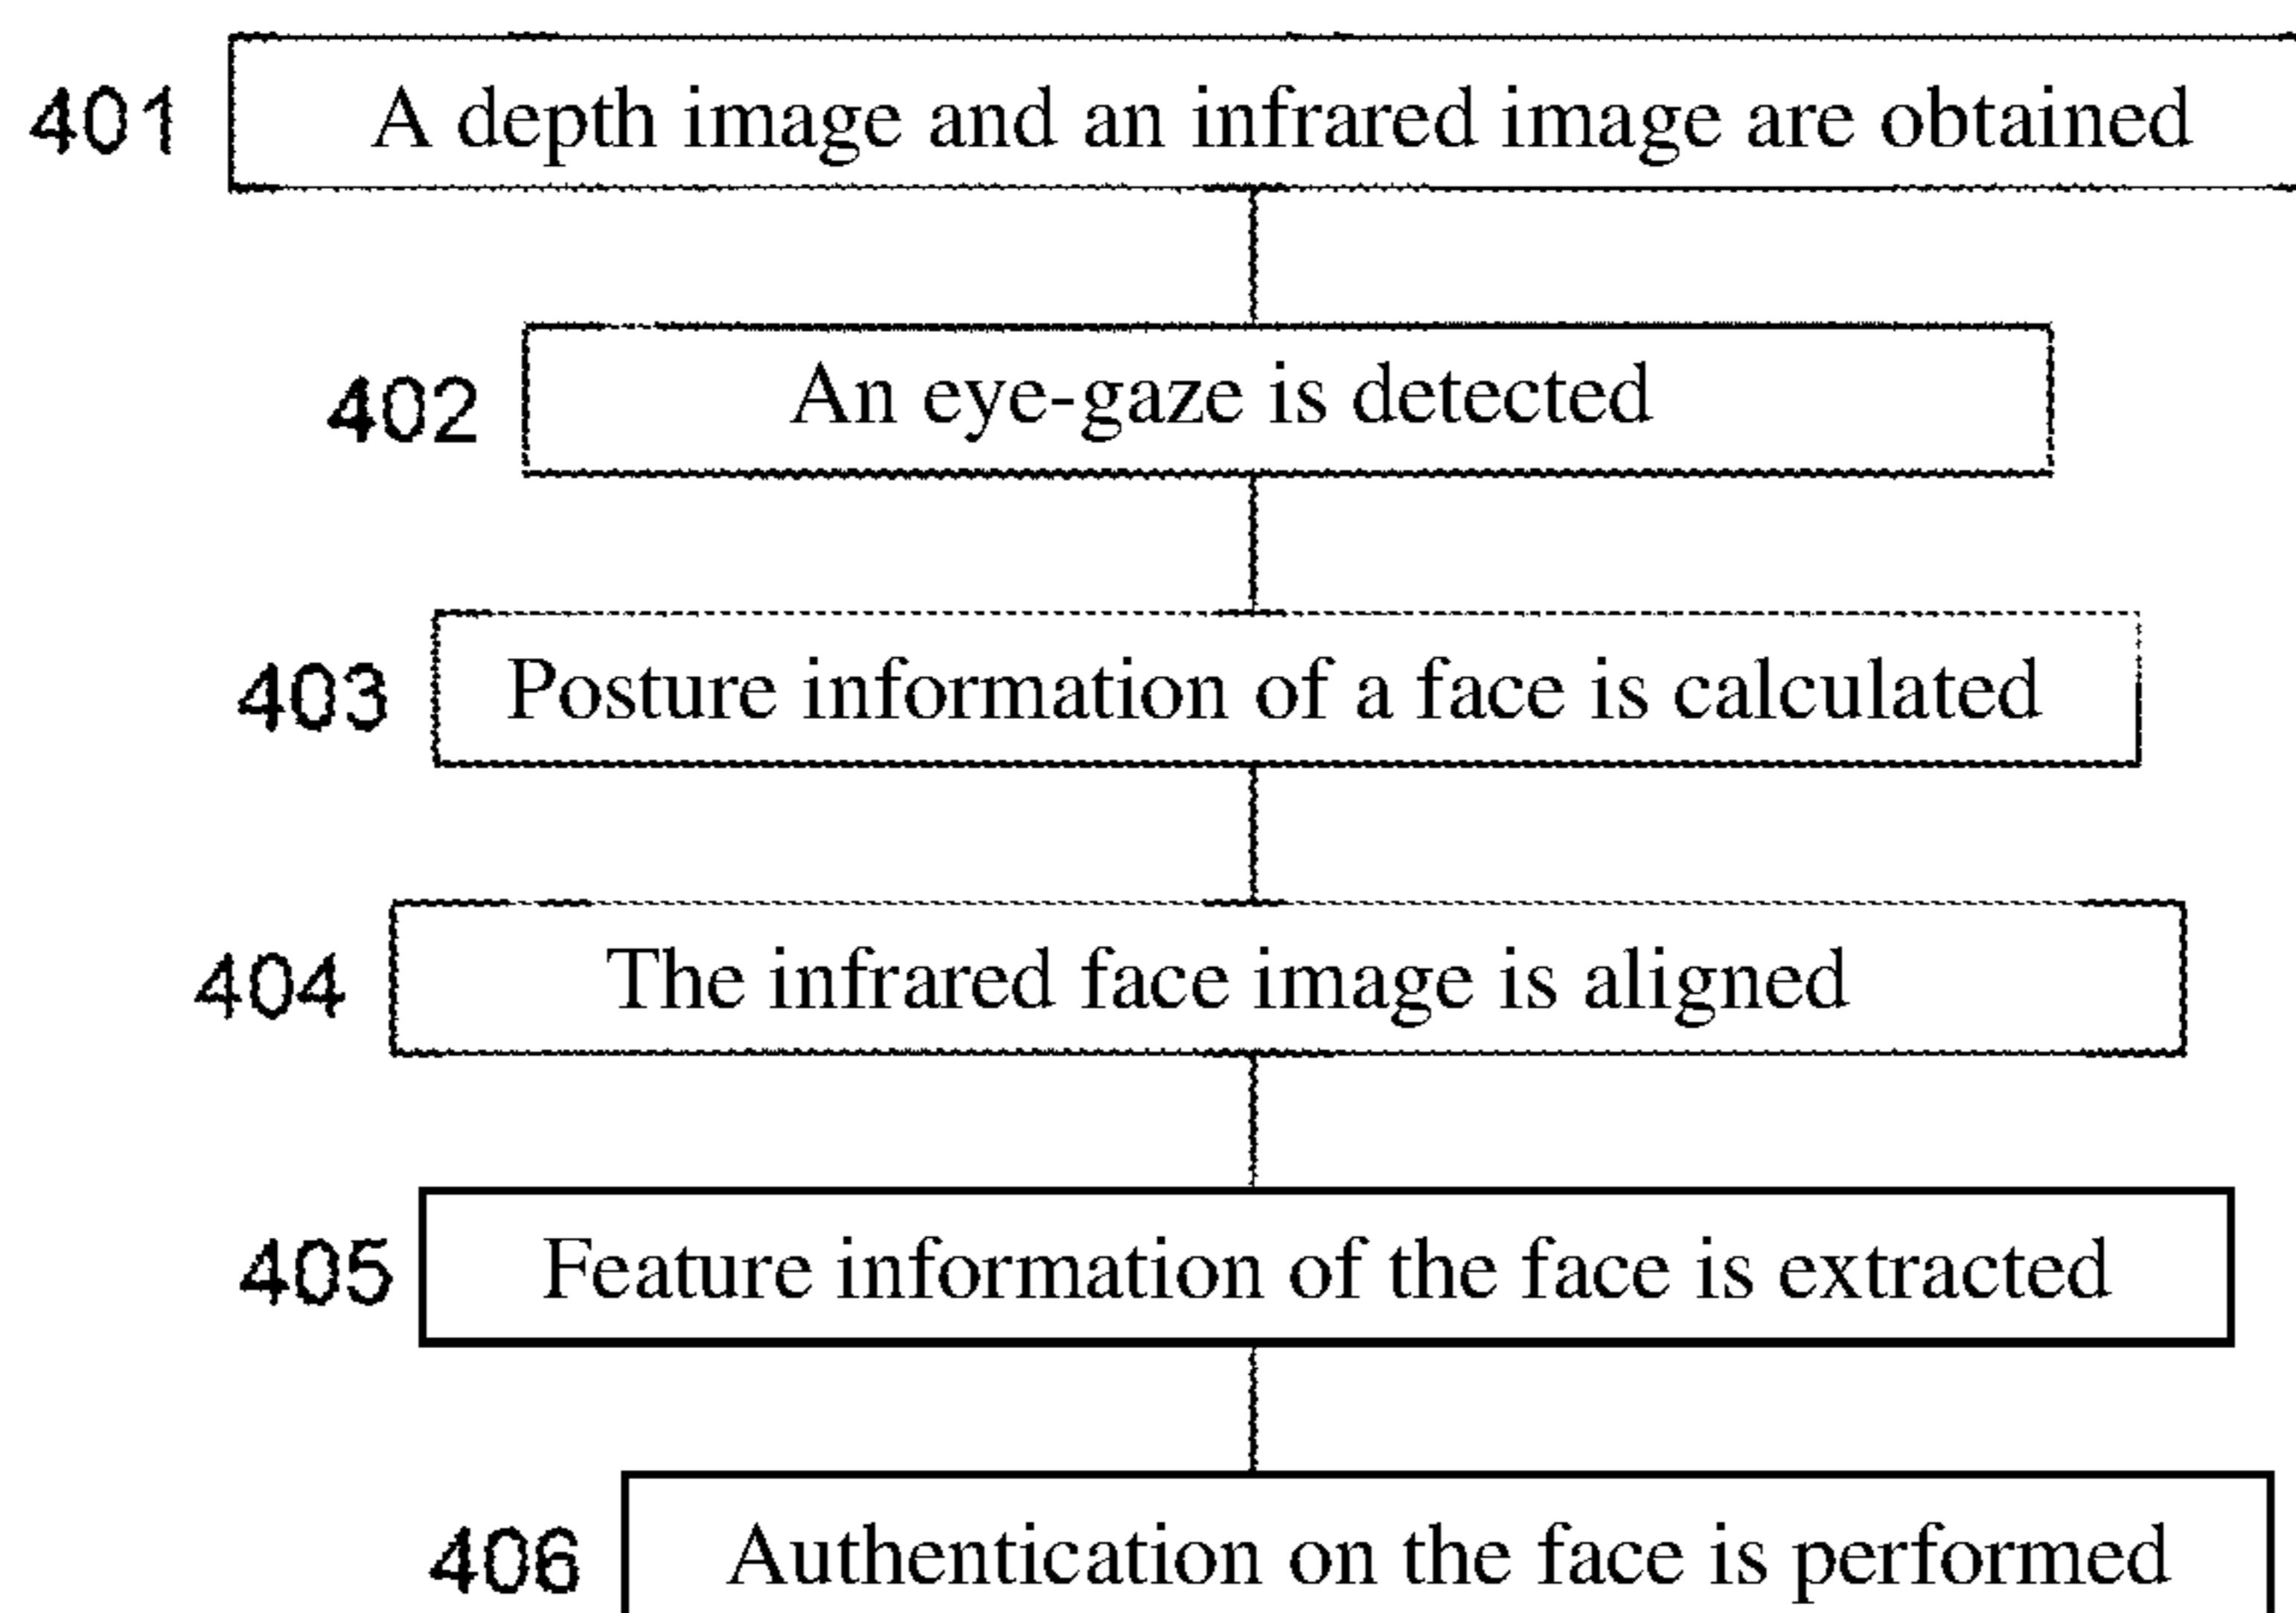 401 A depth image and an infrared image are obtained
402 An eye-gaze is detected
403 Posture information of a face is calculated
404 The infrared face image is aligned
405 Feature information of the face is extracted
406 Authentication on the face is performed